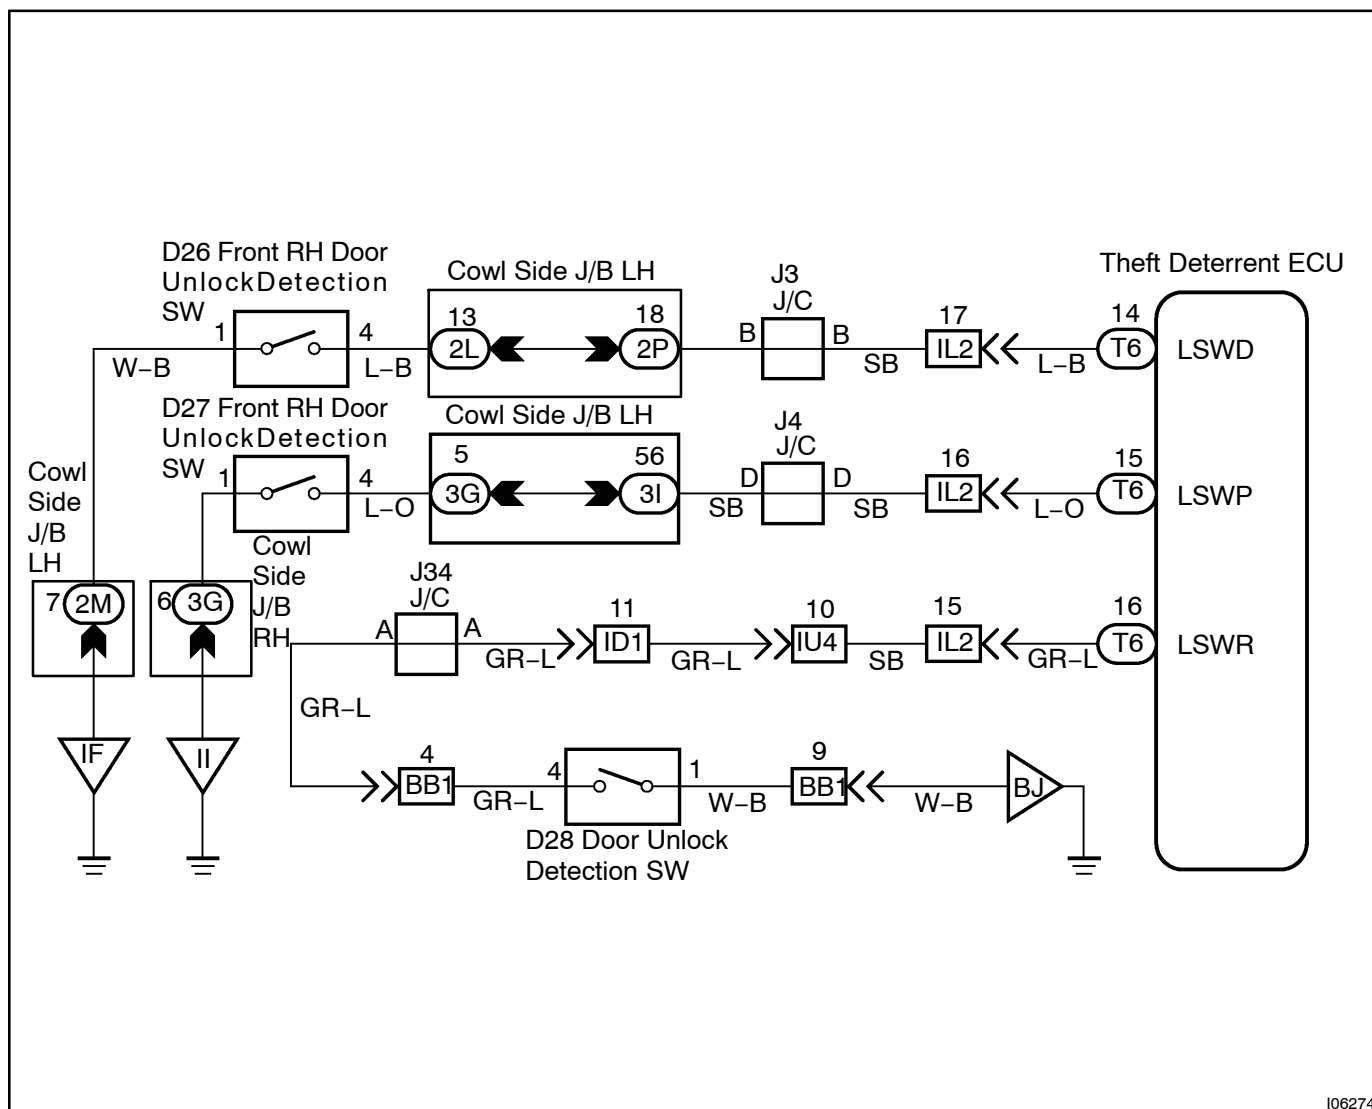 D26 Front RH Door
UnlockDetection
SW
Cowl Side J/B LH
J3
J/C
Theft Deterrent ECU
1
4
13
2L
18
2P
B
B
17
IL2
14
T6
LSWD
W-B
L-B
SB
L-B
D27 Front RH Door
UnlockDetection
SW
Cowl Side J/B LH
J4
J/C
1
4
5
3G
56
3I
D
D
16
IL2
15
T6
LSWP
L-O
SB
SB
L-O
Cowl
Side
J/B
LH
7
2M
Cowl
Side
J/B
RH
6
3G
J34
J/C
A
A
11
ID1
10
IU4
15
IL2
16
T6
LSWR
GR-L
GR-L
SB
GR-L
GR-L
IF
II
4
BB1
4
1
9
BB1
BJ
GR-L
W-B
W-B
D28 Door Unlock
Detection SW
I06274